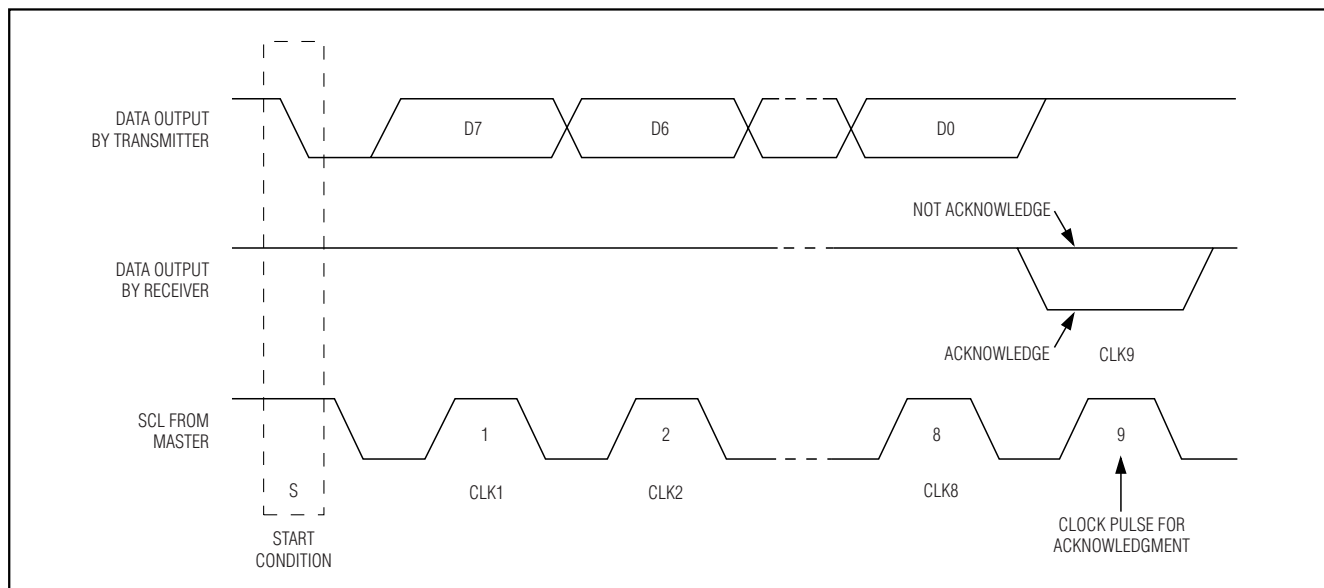 DATA OUTPUT
BY TRANSMITTER
D7
D6
D0
NOT ACKNOWLEDGE
DATA OUTPUT
BY RECEIVER
ACKNOWLEDGE
CLK9
SCL FROM
MASTER
1
2
8
9
S
CLK1
CLK2
CLK8
START
CONDITION
CLOCK PULSE FOR
ACKNOWLEDGMENT